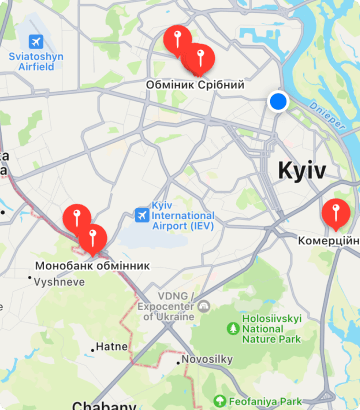 Sviatoshyn
Airfield
Обміник Срібний
Dnieper
Kyiv
Kyiv
International
Airport (IEV)
Комерційн
Монобанк обмінник
Vyshneve
VDNG /
Expocenter
of Ukraine
Holosiivskyi
National
Nature Park
Hatne
Novosilky
Feofaniya Park
Chabany